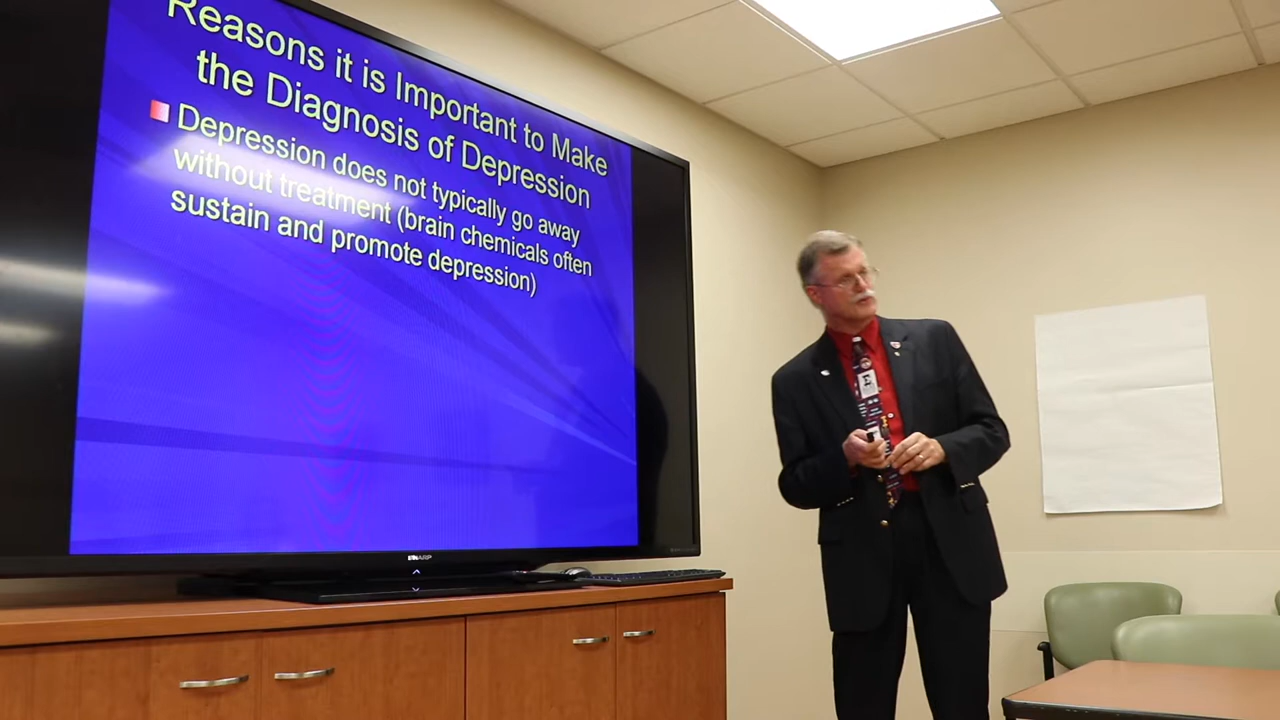 Reasons it is Important to Make
the Diagnosis of Depression
Depression does not typically go away
without treatment (brain chemicals often
sustain and promote depression)
SHARP